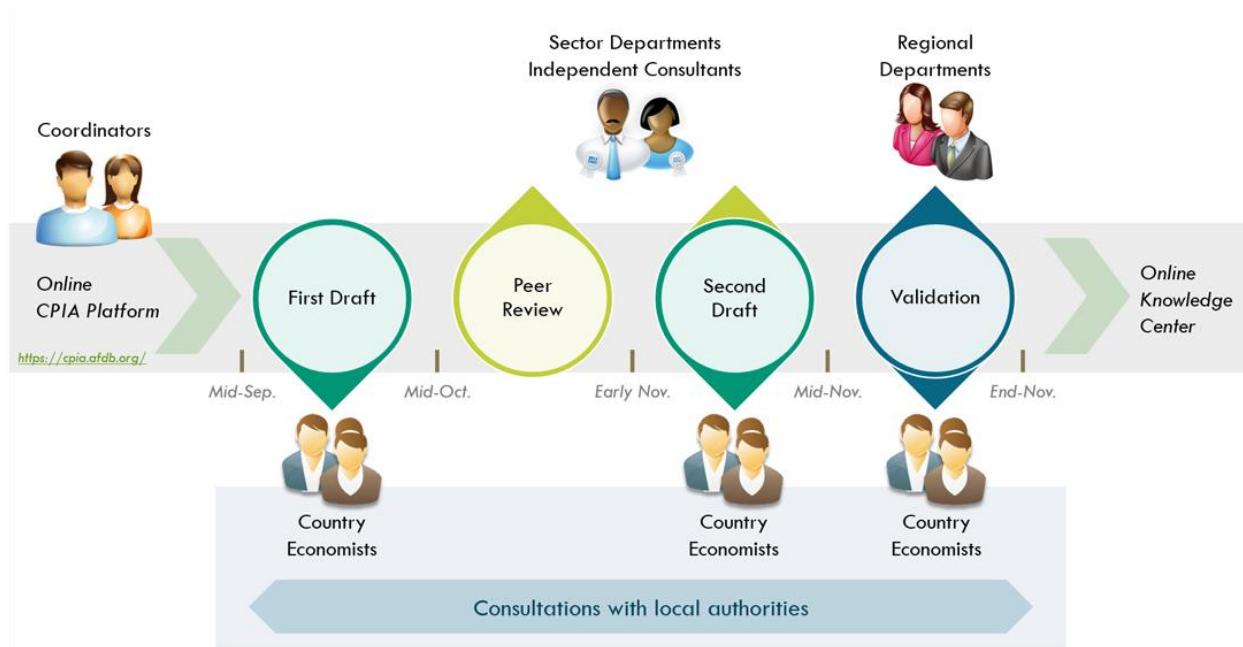 Sector Departments
Independent Consultants
Regional
Departments
Coordinators
Online
CPIA Platform
https://cpia.afdb.org/
First Draft
Peer
Review
Second
Draft
Validation
Online
Knowledge
Center
Mid-Sep.
Mid-Oct.
Early Nov.
Mid-Nov.
End-Nov.
Country
Economists
Country
Economists
Country
Economists
Consultations with local authorities